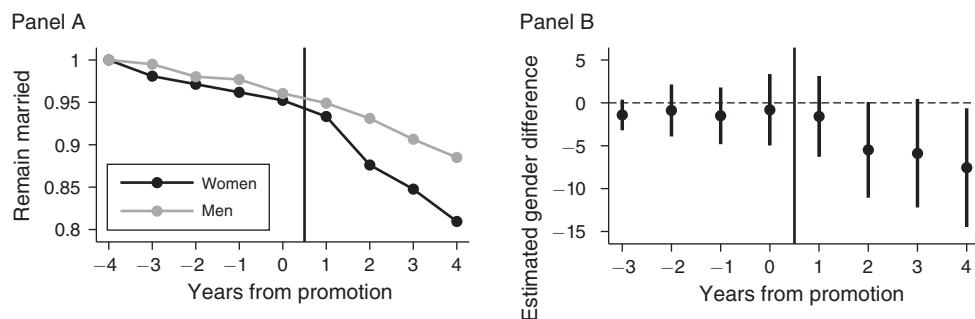 Panel A
Remain married
1
0.95
0.9
0.85
0.8
Women
Men
−4 −3 −2 −1 0 1 2 3 4
Years from promotion
Panel B
Estimated gender difference
5
0
−5
−10
−15
−3 −2 −1 0 1 2 3 4
Years from promotion